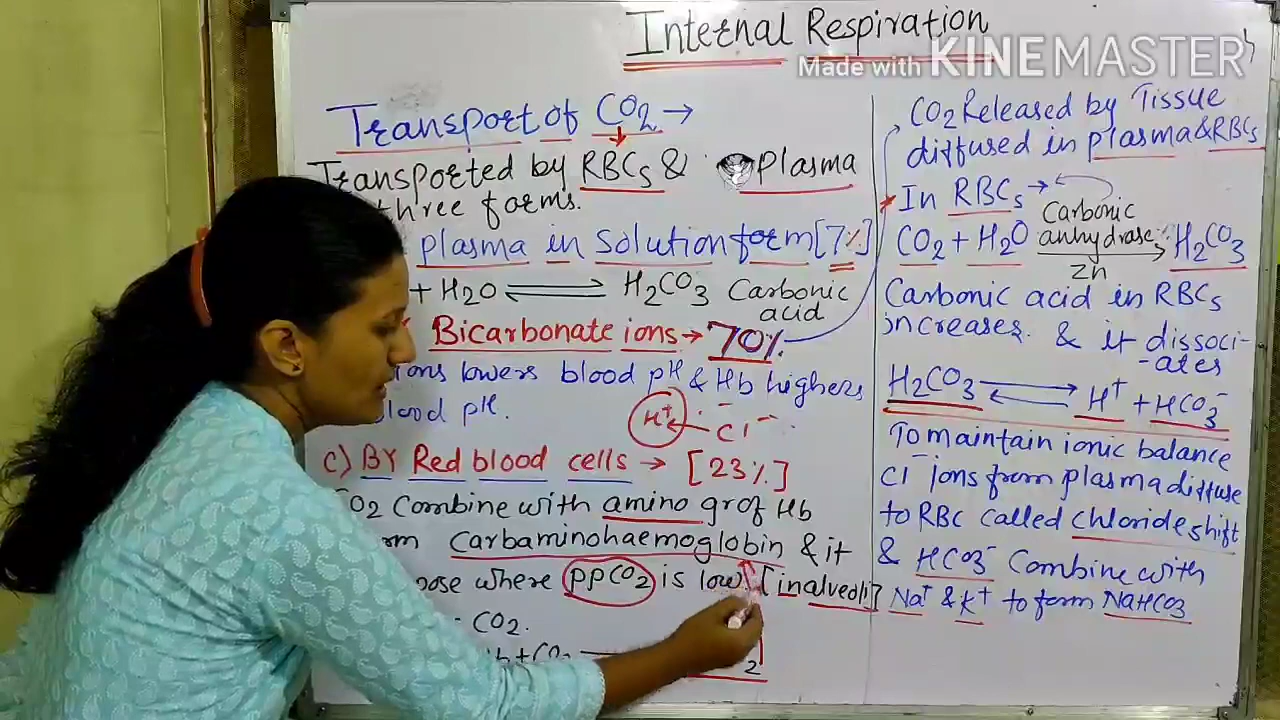 Internal Respiration
Made with KINEMASTER
Transport of CO2 →
Transported by RBCs & plasma
three forms.
plasma in solution form [7%]
+ H2O ⇌ H2CO3 Carbonic
acid
Bicarbonate ions → 70%
ions lowers blood pH & Hb highers
blood pH.
H+ ← Cl−
c) By Red blood cells → [23%]
CO2 Combine with amino gr of Hb
Carbaminohaemoglobin & it
where ppCO2 is low [in alveoli]
CO2.
+ CO2
2
CO2 Released by Tissue
diffused in plasma & RBCs
* In RBCs →
Carbonic
CO2 + H2O anhydrase → H2CO3
Zn
Carbonic acid in RBCs
increases. & it dissoci-
-ates
H2CO3 ⇌ H+ + HCO3−
To maintain ionic balance
Cl− ions from plasma diffuse
to RBC called chloride shift
& HCO3− Combine with
Na+ & K+ to form NaHCO3